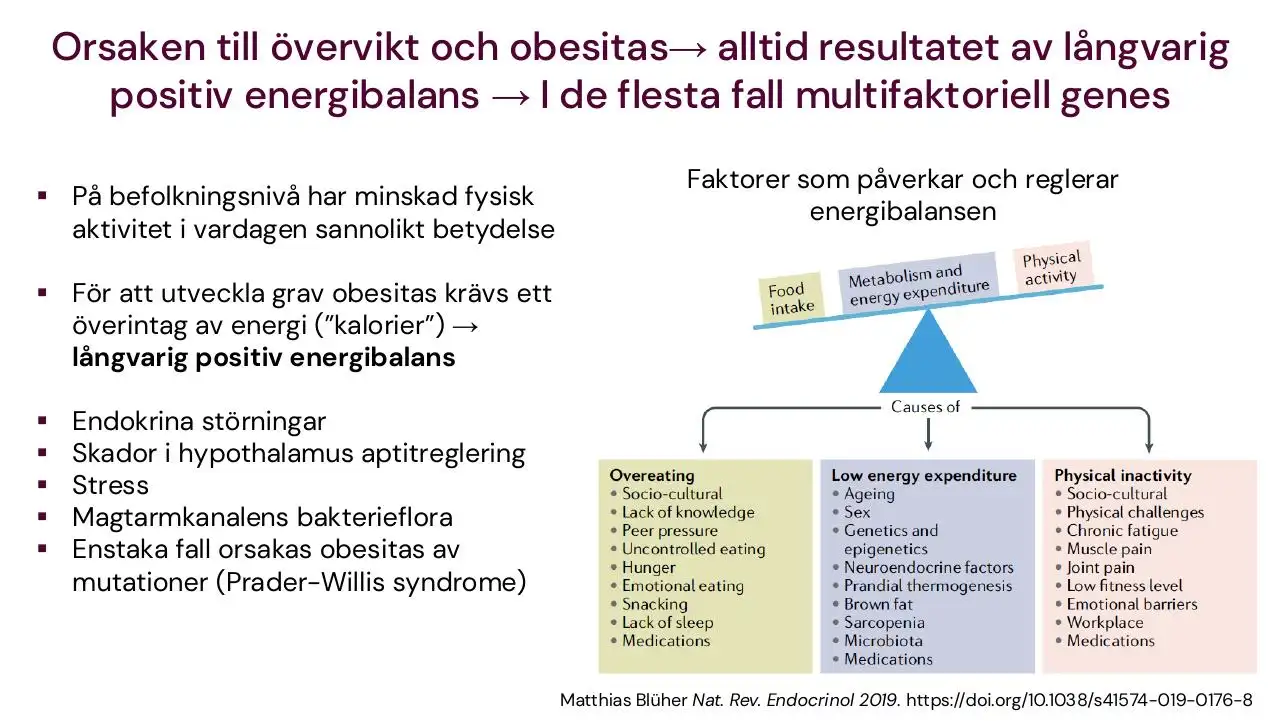 Orsaken till övervikt och obesitas→ alltid resultatet av långvarig
positiv energibalans → I de flesta fall multifaktoriell genes
▪ På befolkningsnivå har minskad fysisk
aktivitet i vardagen sannolikt betydelse
▪ För att utveckla grav obesitas krävs ett
överintag av energi (”kalorier”) →
långvarig positiv energibalans
▪ Endokrina störningar
▪ Skador i hypothalamus aptitreglering
▪ Stress
▪ Magtarmkanalens bakterieflora
▪ Enstaka fall orsakas obesitas av
mutationer (Prader-Willis syndrome)
Faktorer som påverkar och reglerar
energibalansen
Food
intake
Metabolism and
energy expenditure
Physical
activity
Causes of
Overeating
• Socio-cultural
• Lack of knowledge
• Peer pressure
• Uncontrolled eating
• Hunger
• Emotional eating
• Snacking
• Lack of sleep
• Medications
Low energy expenditure
• Ageing
• Sex
• Genetics and
epigenetics
• Neuroendocrine factors
• Prandial thermogenesis
• Brown fat
• Sarcopenia
• Microbiota
• Medications
Physical inactivity
• Socio-cultural
• Physical challenges
• Chronic fatigue
• Muscle pain
• Joint pain
• Low fitness level
• Emotional barriers
• Workplace
• Medications
Matthias Blüher Nat. Rev. Endocrinol 2019. https://doi.org/10.1038/s41574-019-0176-8